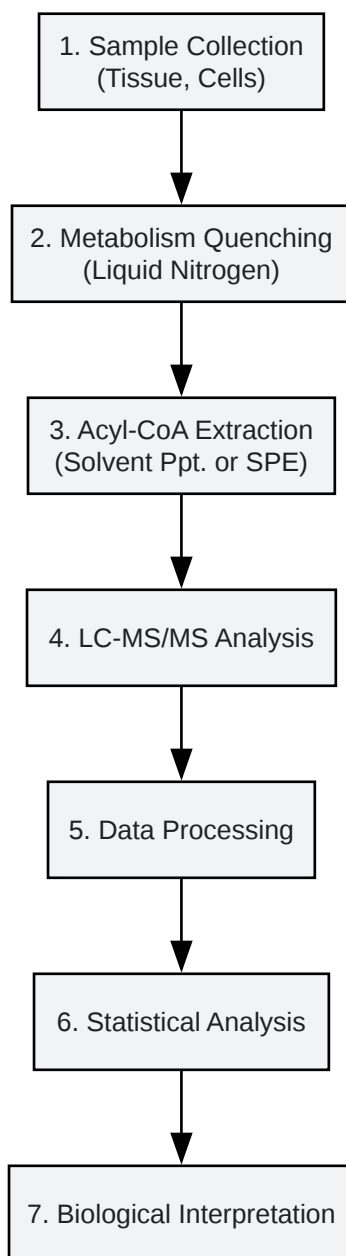 1. Sample Collection
(Tissue, Cells)
2. Metabolism Quenching
(Liquid Nitrogen)
3. Acyl-CoA Extraction
(Solvent Ppt. or SPE)
4. LC-MS/MS Analysis
5. Data Processing
6. Statistical Analysis
7. Biological Interpretation